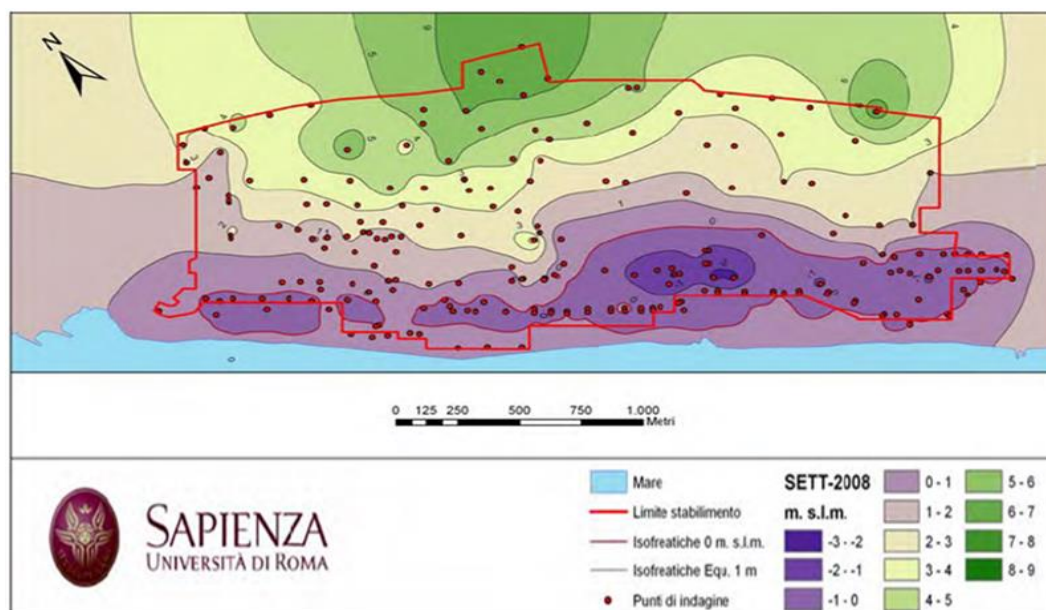 N
0 125 250 500 750 1.000
Metri
SAPIENZA
UNIVERSITÀ DI ROMA
Mare
Limite stabilimento
Isofreatiche 0 m. s.l.m.
Isofreatiche Equ. 1 m
Punti di indagine
SETT-2008
m. s.l.m.
-3 - -2
-2 - -1
-1 - 0
0 - 1
1 - 2
2 - 3
3 - 4
4 - 5
5 - 6
6 - 7
7 - 8
8 - 9